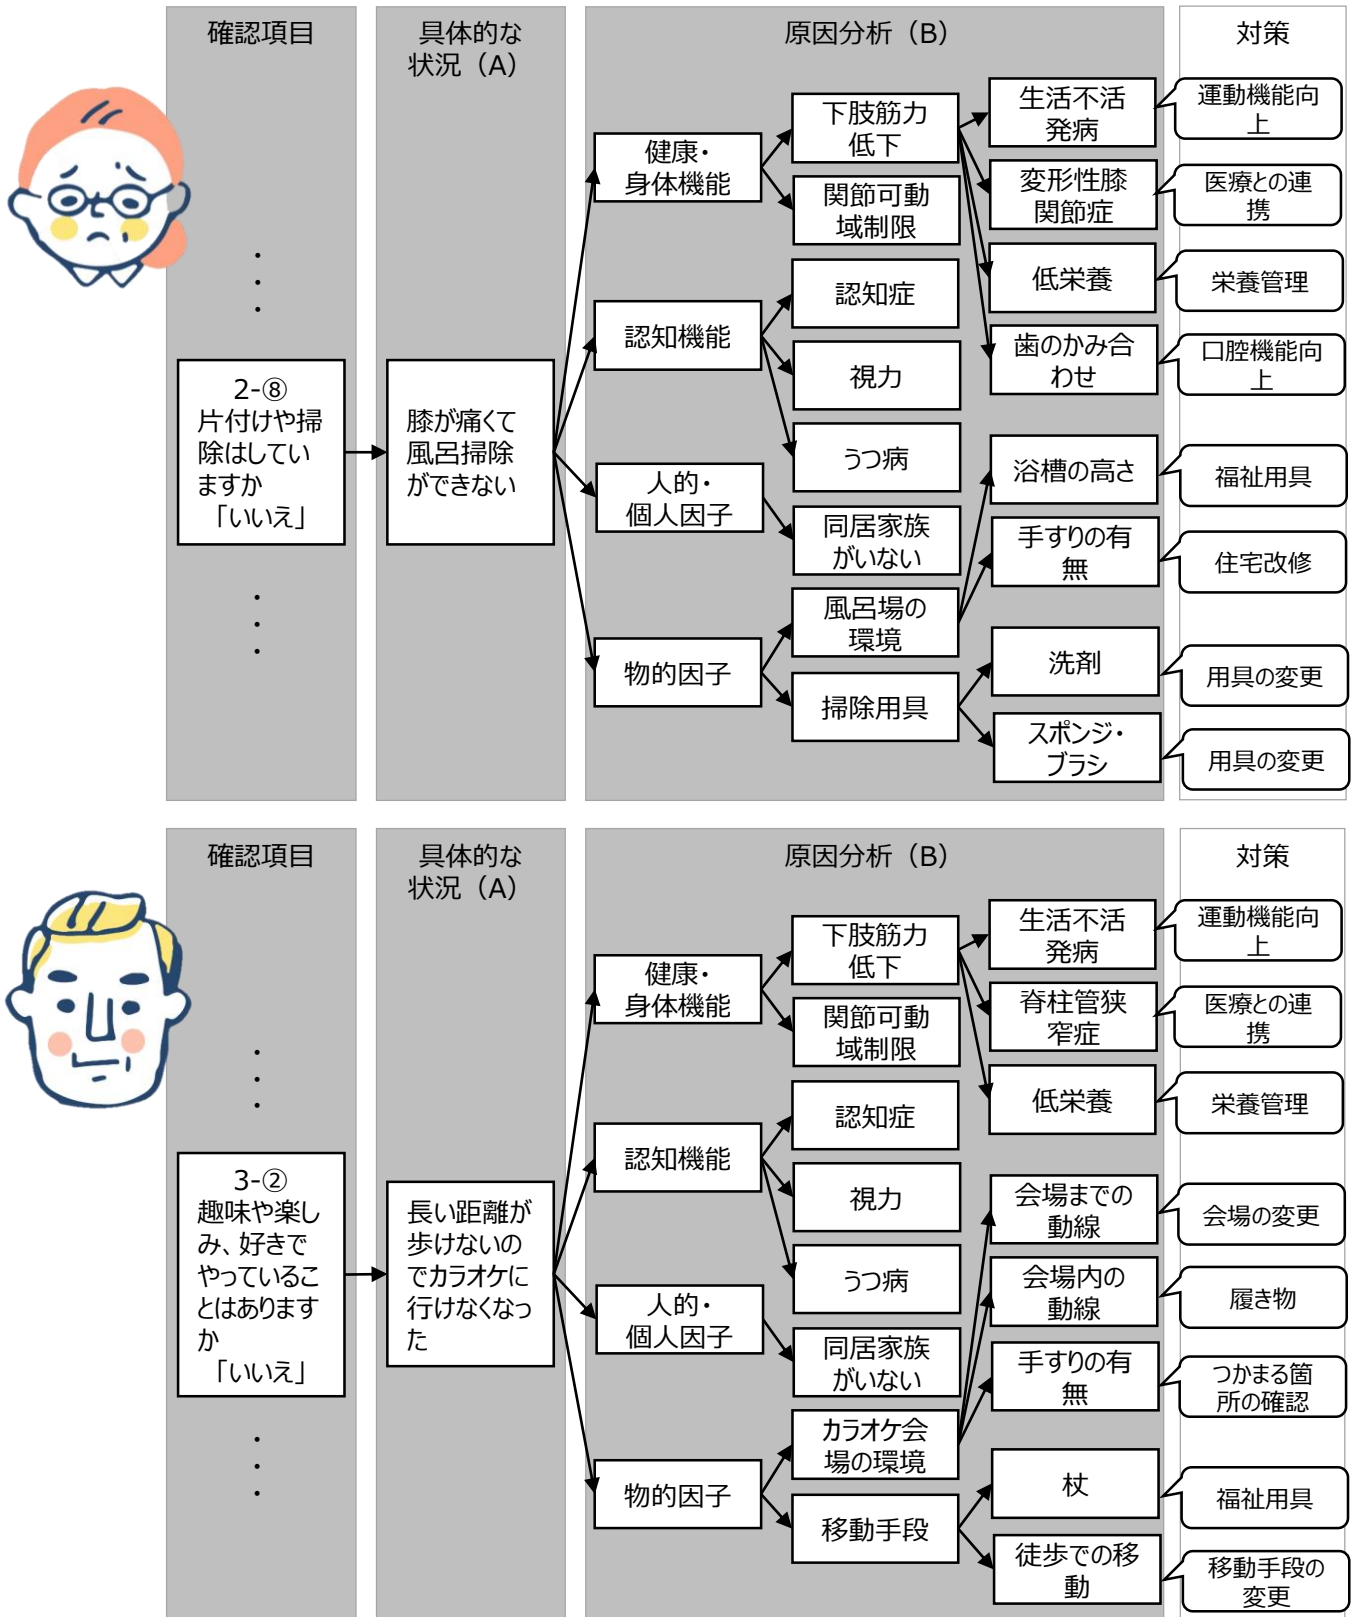 確認項目
具体的な
状況（A）
原因分析（B）
対策
・
・
・
2-⑧
片付けや掃
除はしてい
ますか
「いいえ」
・
・
・
膝が痛くて
風呂掃除
ができない
健康・
身体機能
認知機能
人的・
個人因子
物的因子
下肢筋力
低下
関節可動
域制限
認知症
視力
うつ病
同居家族
がいない
風呂場の
環境
掃除用具
生活不活
発病
変形性膝
関節症
低栄養
歯のかみ合
わせ
浴槽の高さ
手すりの有
無
洗剤
スポンジ・
ブラシ
運動機能向
上
医療との連
携
栄養管理
口腔機能向
上
福祉用具
住宅改修
用具の変更
用具の変更
確認項目
具体的な
状況（A）
原因分析（B）
対策
・
・
・
3-②
趣味や楽し
み、好きで
やっているこ
とはあります
か
「いいえ」
・
・
・
長い距離が
歩けないの
でカラオケに
行けなくなっ
た
健康・
身体機能
認知機能
人的・
個人因子
物的因子
下肢筋力
低下
関節可動
域制限
認知症
視力
うつ病
同居家族
がいない
カラオケ会
場の環境
移動手段
生活不活
発病
脊柱管狭
窄症
低栄養
会場までの
動線
会場内の
動線
手すりの有
無
杖
徒歩での移
動
運動機能向
上
医療との連
携
栄養管理
会場の変更
履き物
つかまる箇
所の確認
福祉用具
移動手段の
変更